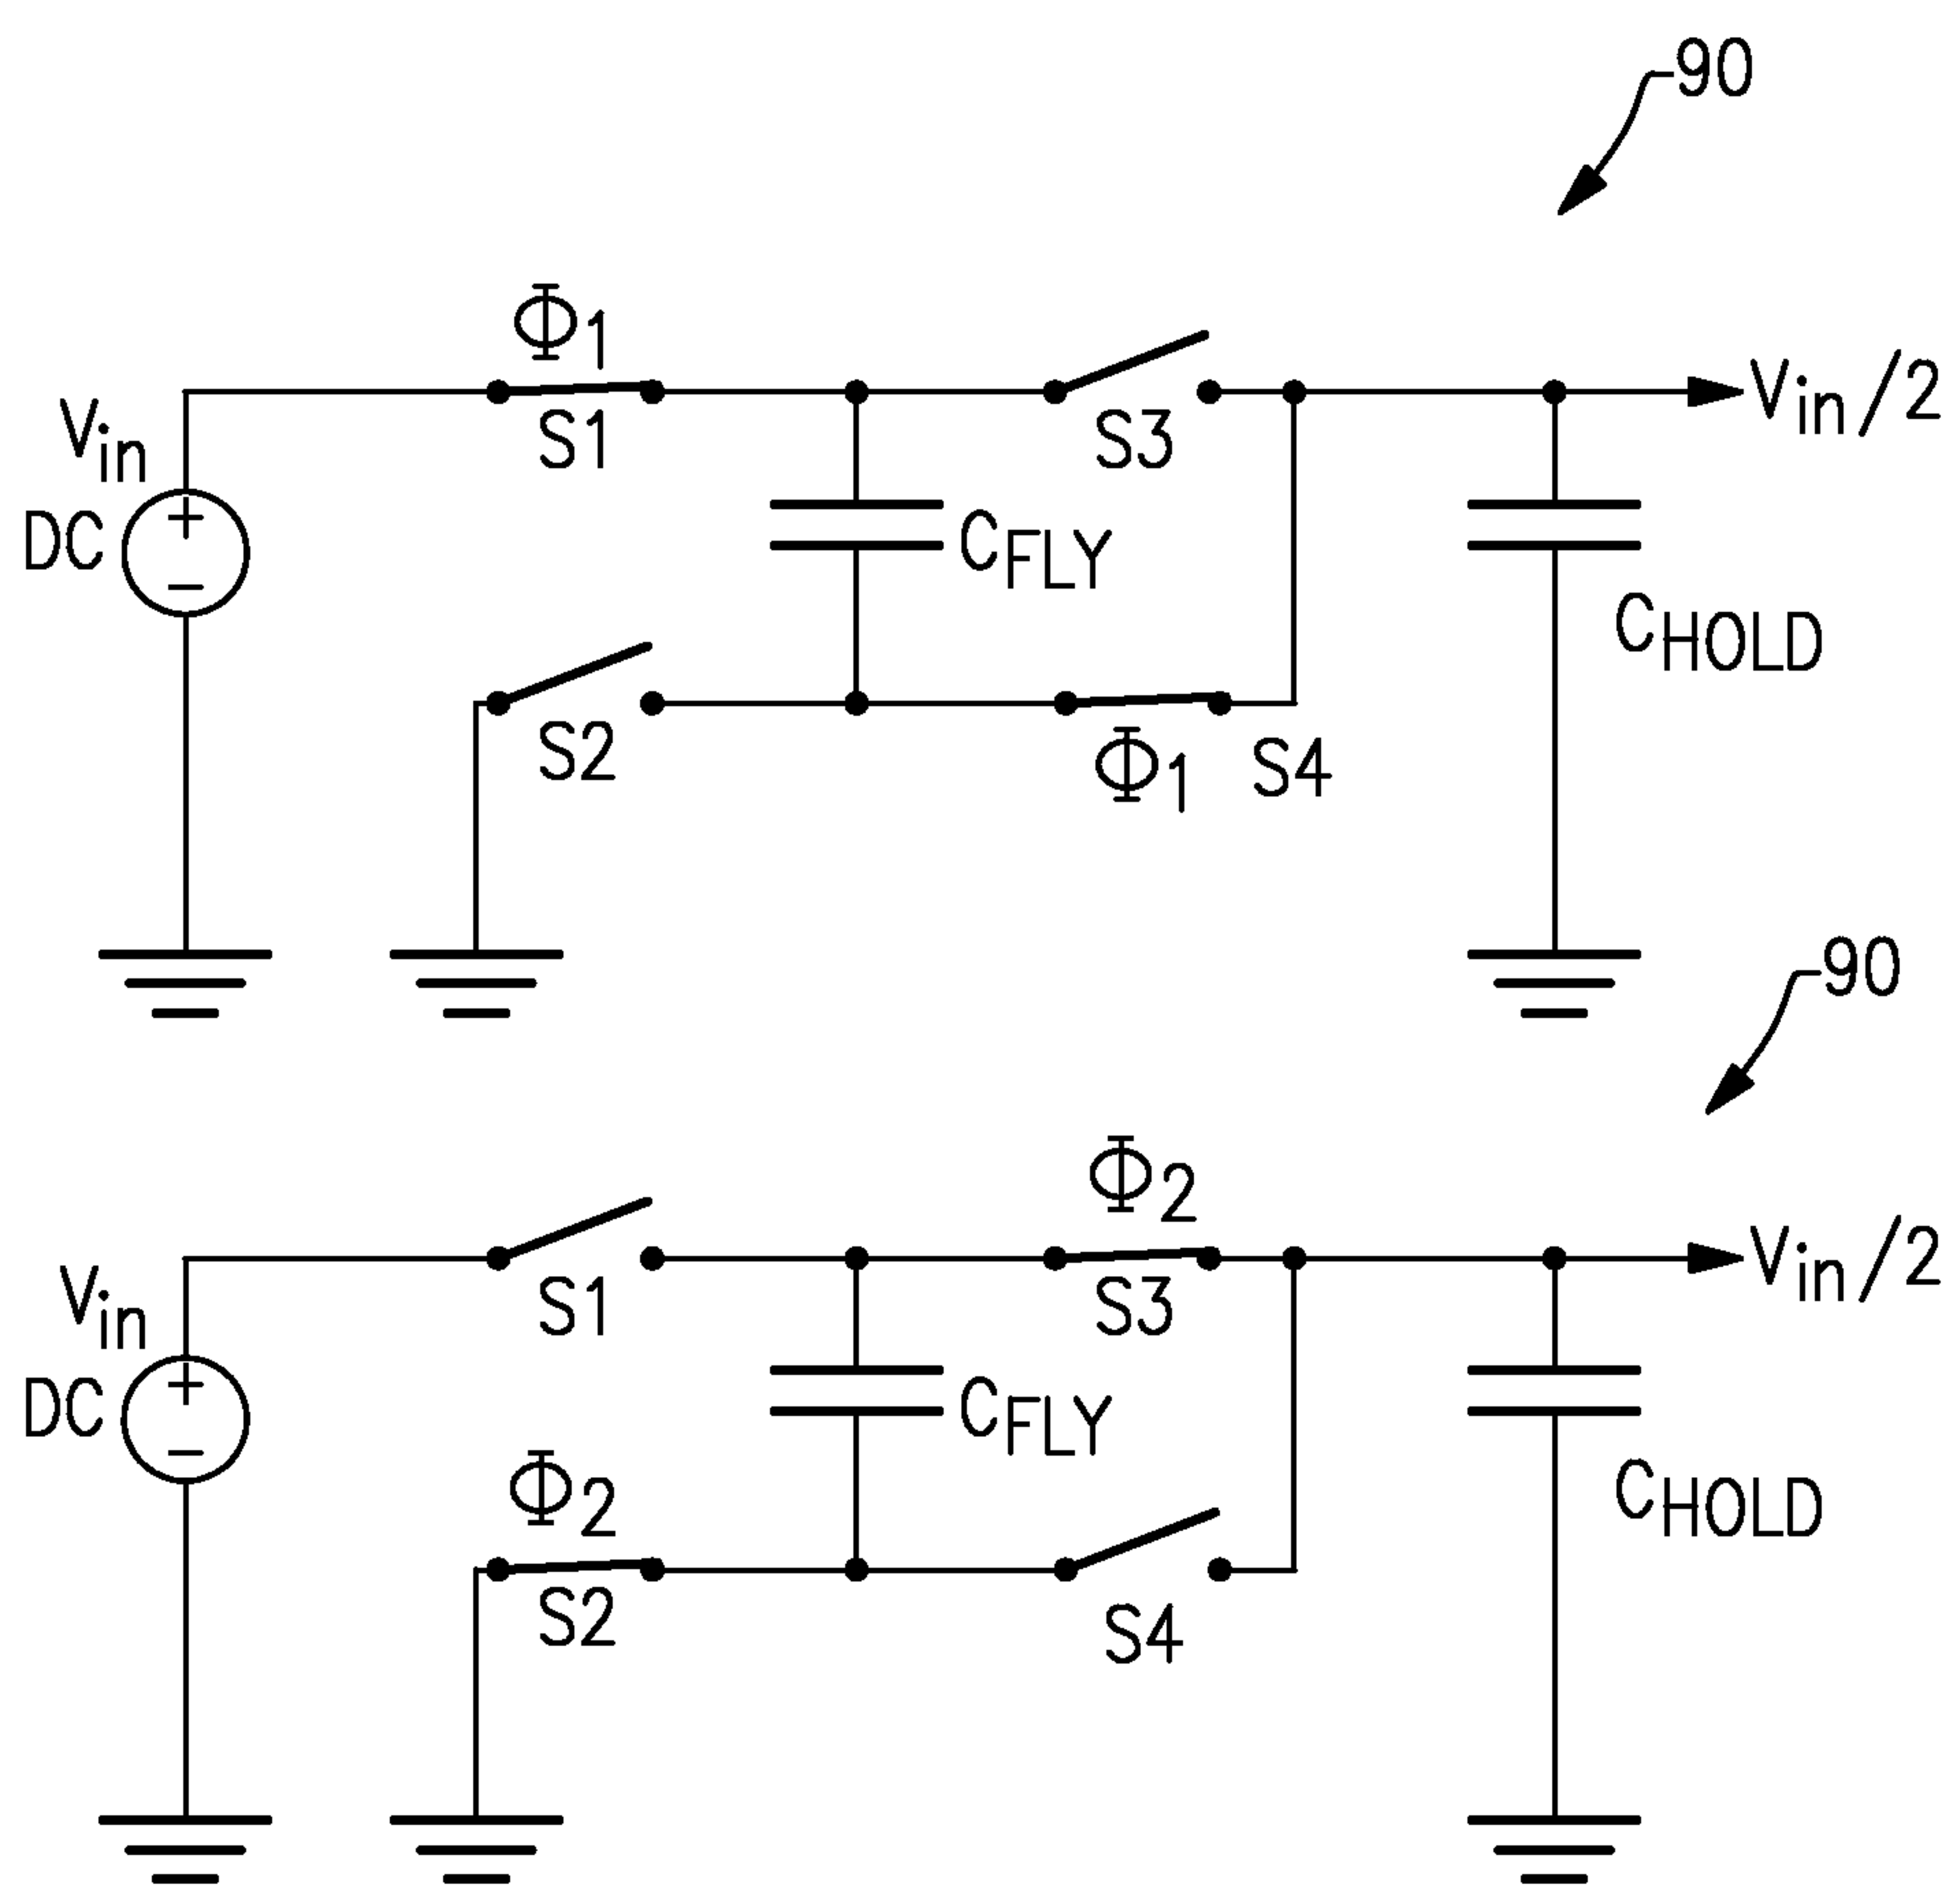 90
Φ1
Vin
S1
S3
Vin/2
DC
+
−
CFLY
CHOLD
S2
Φ1
S4
90
Φ2
Vin
S1
S3
Vin/2
DC
+
−
CFLY
CHOLD
Φ2
S2
S4